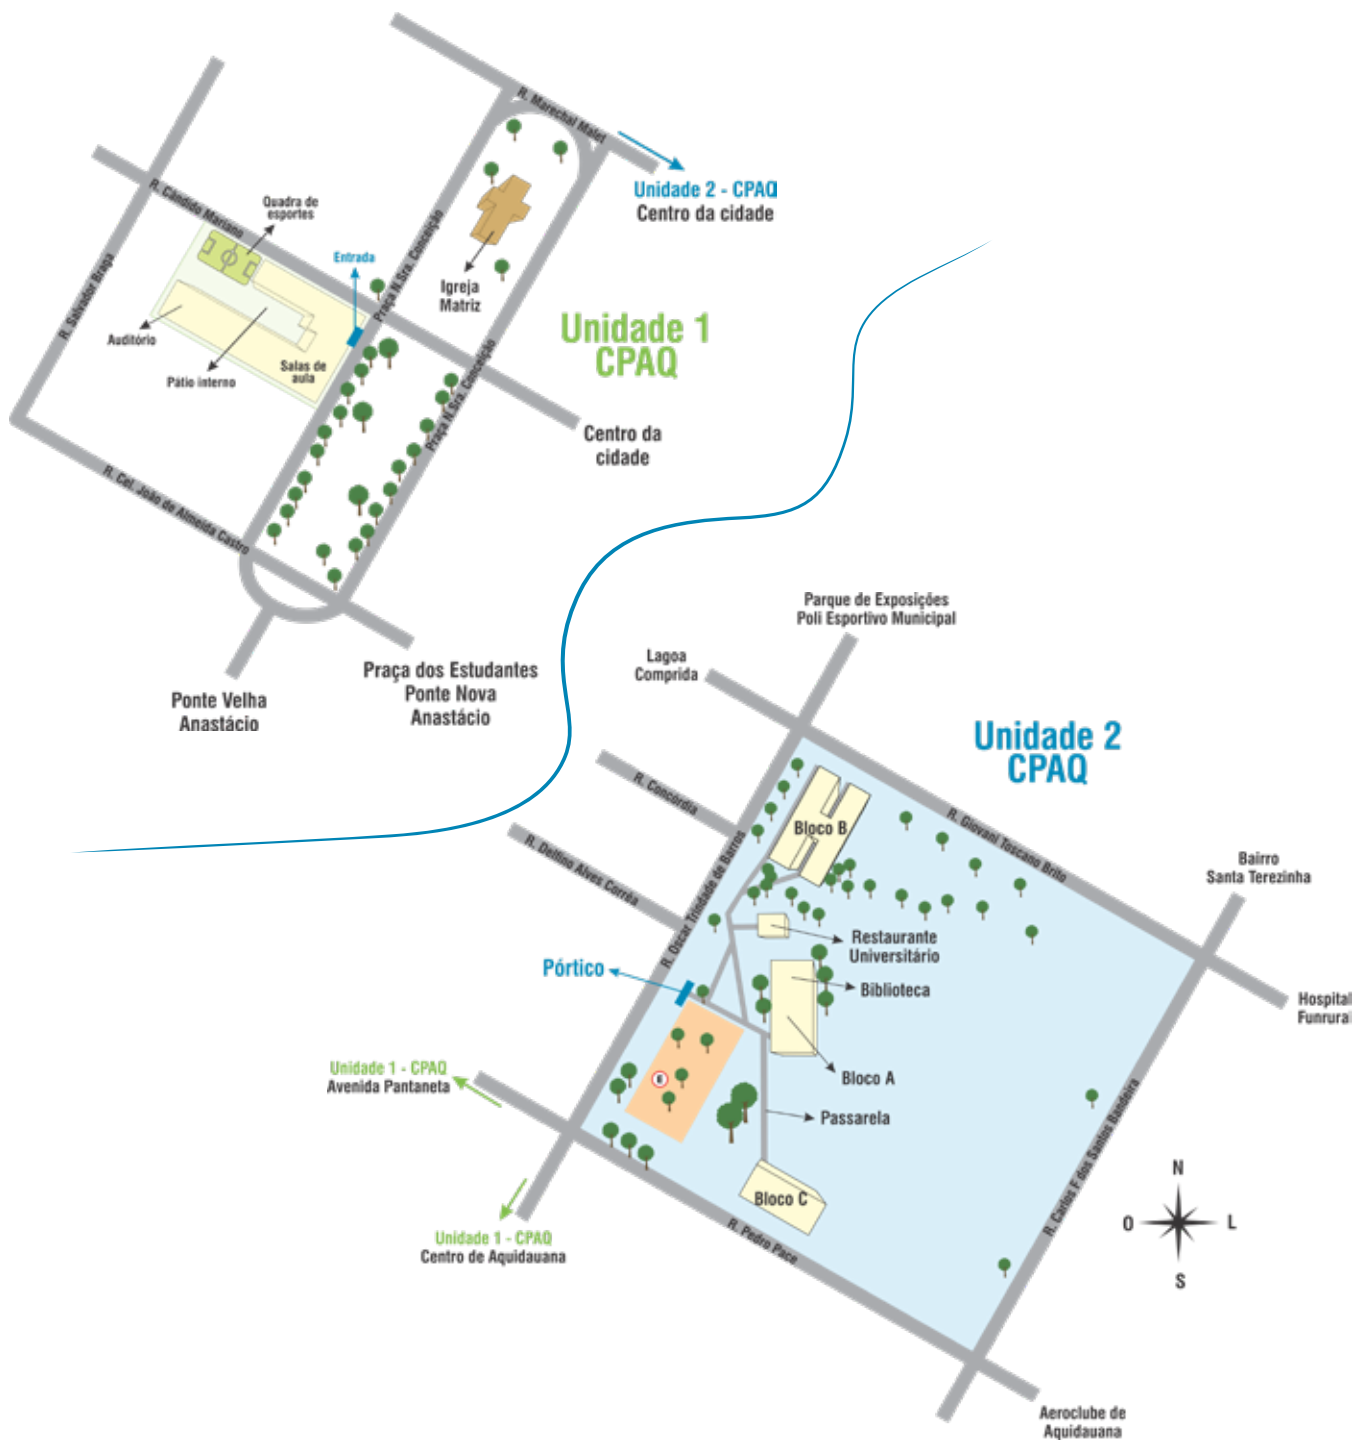 R. Marechal Malet
Unidade 2 - CPAQ
Centro da cidade
R. Cândido Mariano
Quadra de
esportes
Entrada
Praça N.Sra. Conceição
Igreja
Matriz
R. Salvador Braga
Auditório
Pátio interno
Salas de
aula
Unidade 1
CPAQ
Praça N.Sra. Conceição
Centro da
cidade
R. Cel. João de Almeida Castro
Praça dos Estudantes
Ponte Nova
Anastácio
Ponte Velha
Anastácio
Parque de Exposições
Poli Esportivo Municipal
Lagoa
Comprida
Unidade 2
CPAQ
R. Concórdia
R. Delfino Alves Corrêa
R. Oscar Trindade de Barros
Bloco B
R. Giovani Toscano Brito
Bairro
Santa Terezinha
Restaurante
Universitário
Pórtico
Biblioteca
Hospital
Funrural
Unidade 1 - CPAQ
Avenida Pantaneta
Bloco A
Passarela
R. Carlos F dos Santos Bandeira
Bloco C
R. Pedro Pace
Unidade 1 - CPAQ
Centro de Aquidauana
N
O
L
S
Aeroclube de
Aquidauana